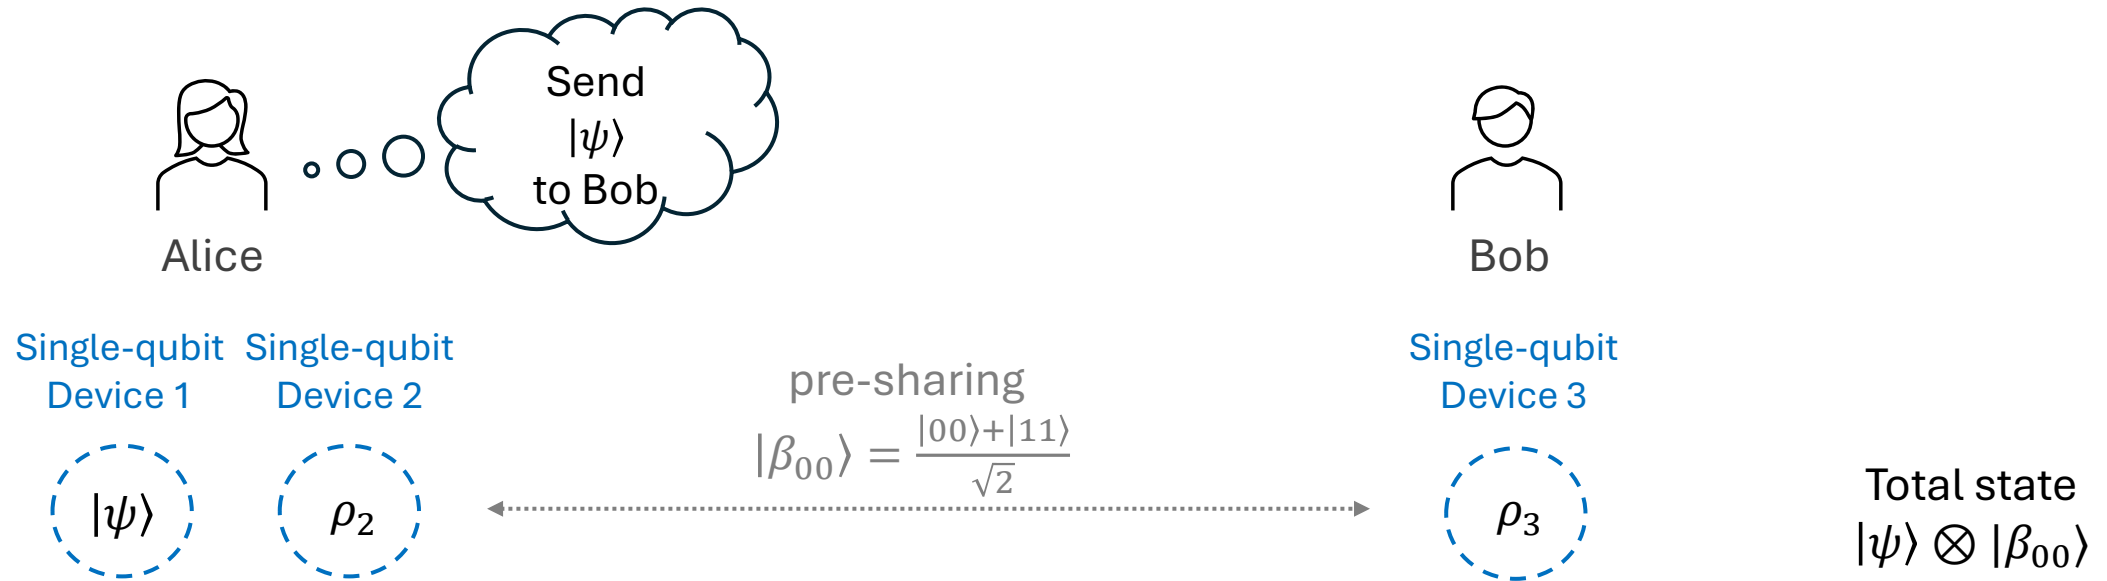 Send
|ψ⟩
to Bob
Alice
Bob
Single-qubit
Device 1
Single-qubit
Device 2
pre-sharing
|β₀₀⟩ = |00⟩+|11⟩ / √2
Single-qubit
Device 3
|ψ⟩
ρ₂
ρ₃
Total state
|ψ⟩ ⊗ |β₀₀⟩